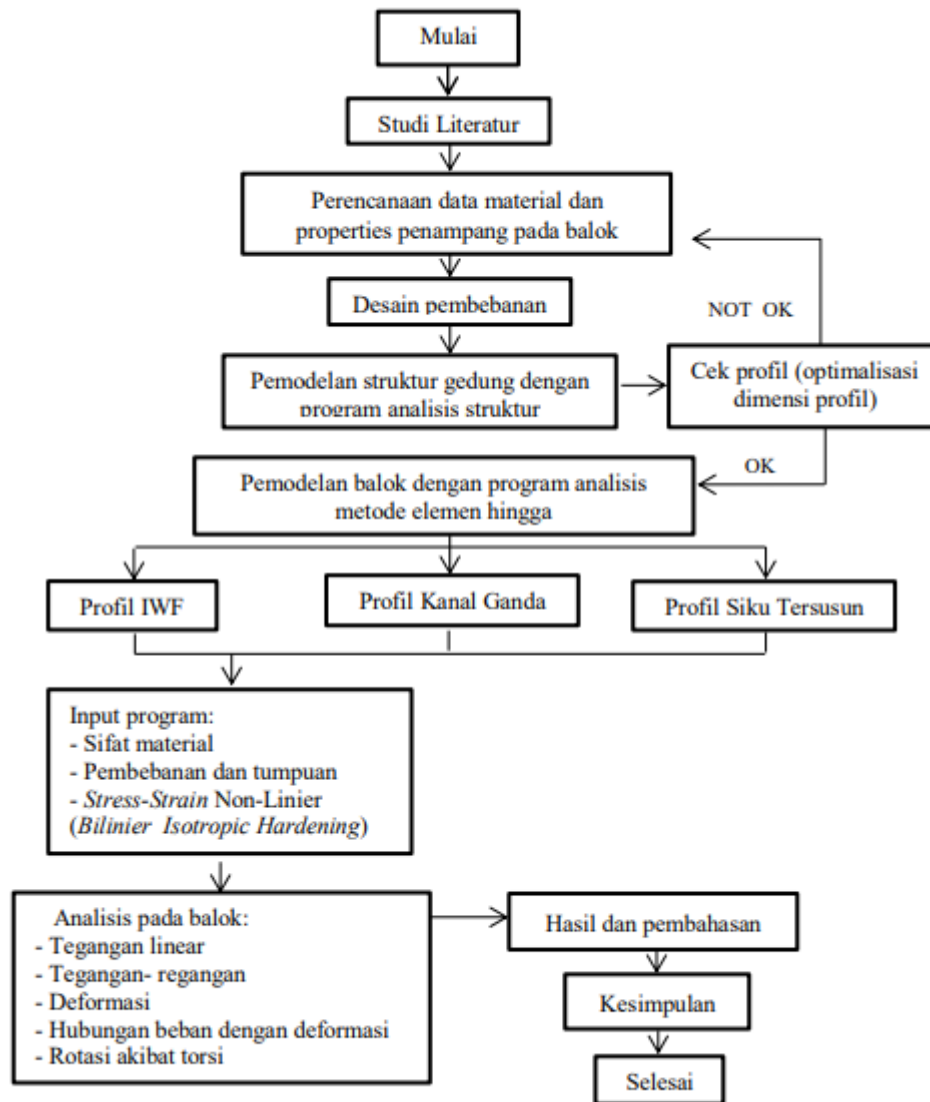 Mulai
Studi Literatur
Perencanaan data material dan
properties penampang pada balok
Desain pembebanan
NOT OK
Pemodelan struktur gedung dengan
program analisis struktur
Cek profil (optimalisasi
dimensi profil)
OK
Pemodelan balok dengan program analisis
metode elemen hingga
Profil IWF
Profil Kanal Ganda
Profil Siku Tersusun
Input program:
- Sifat material
- Pembebanan dan tumpuan
- Stress-Strain Non-Linier
(Bilinier Isotropic Hardening)
Analisis pada balok:
- Tegangan linear
- Tegangan- regangan
- Deformasi
- Hubungan beban dengan deformasi
- Rotasi akibat torsi
Hasil dan pembahasan
Kesimpulan
Selesai